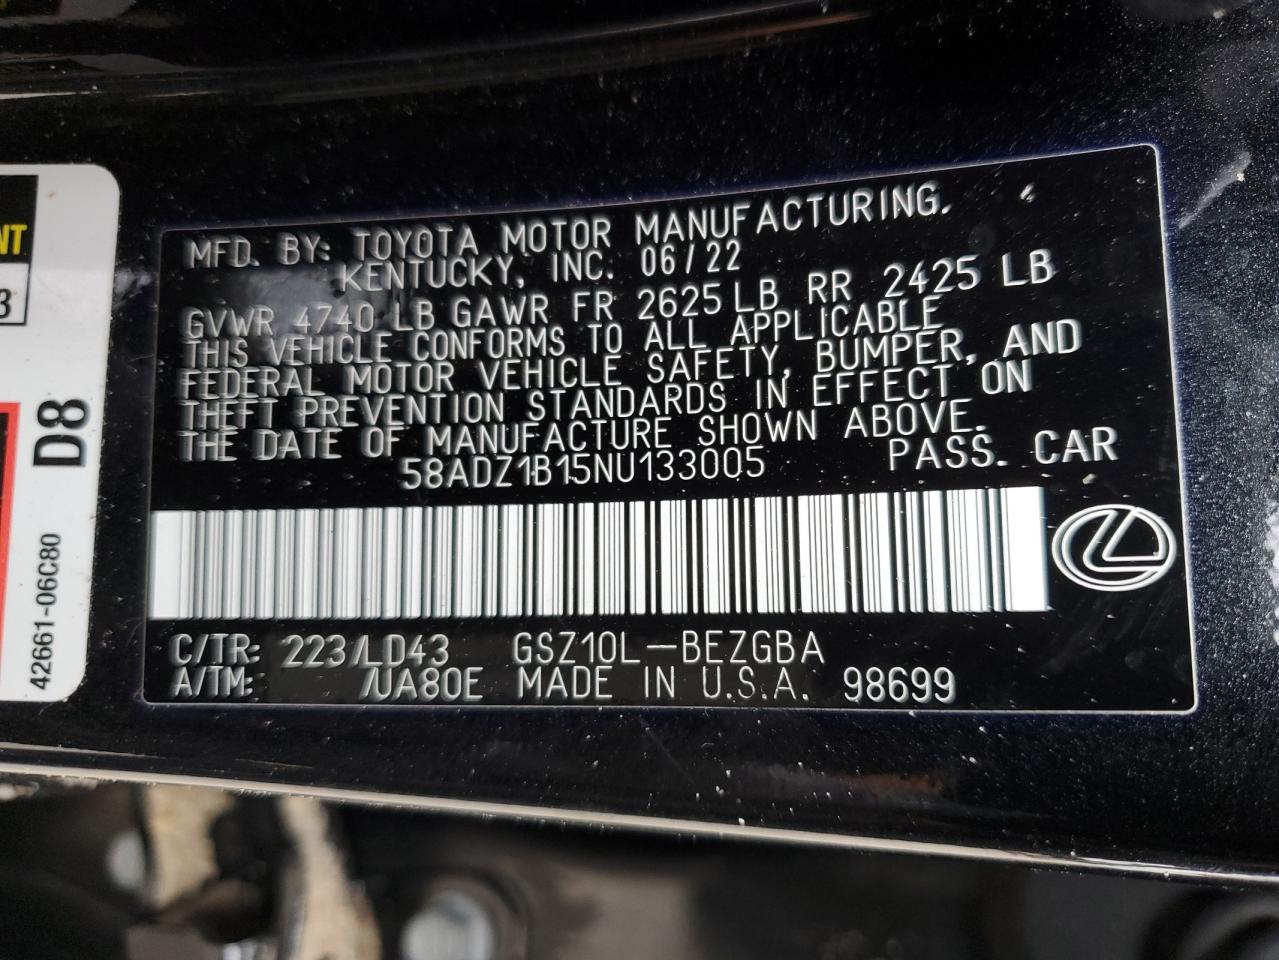 NT
3
D8
42661-06C80
MFD. BY: TOYOTA MOTOR MANUFACTURING.
KENTUCKY, INC. 06/22
GVWR 4740 LB GAWR FR 2625 LB RR 2425 LB
THIS VEHICLE CONFORMS TO ALL APPLICABLE
FEDERAL MOTOR VEHICLE SAFETY, BUMPER, AND
THEFT PREVENTION STANDARDS IN EFFECT ON
THE DATE OF MANUFACTURE SHOWN ABOVE.
58ADZ1B15NU133005 PASS. CAR
C/TR: 223/LD43 GSZ10L-BEZGBA
A/TM: /UA80E MADE IN U.S.A. 98699